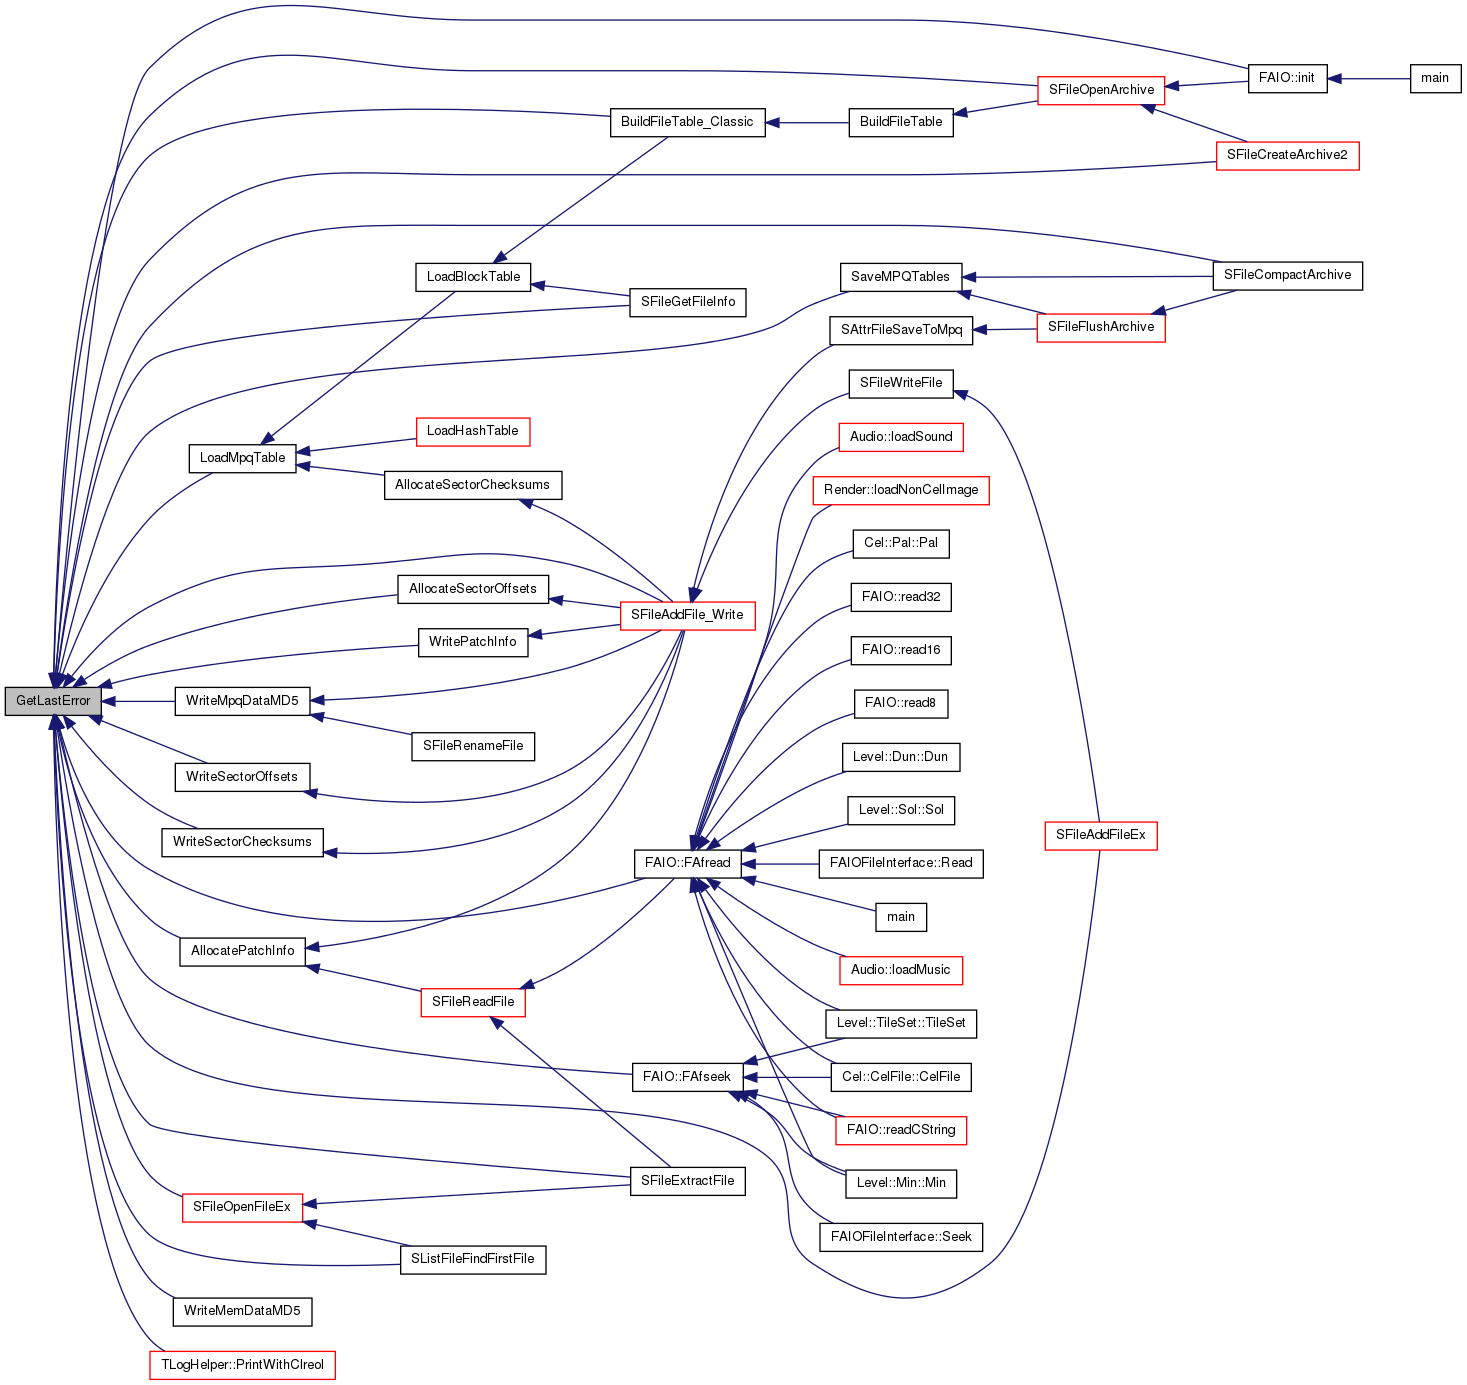 FAIO::init
main
SFileOpenArchive
BuildFileTable_Classic
BuildFileTable
SFileCreateArchive2
LoadBlockTable
SFileGetFileInfo
SaveMPQTables
SFileCompactArchive
SAttrFileSaveToMpq
SFileFlushArchive
SFileWriteFile
LoadHashTable
Audio::loadSound
LoadMpqTable
AllocateSectorChecksums
Render::loadNonCelImage
Cel::Pal::Pal
AllocateSectorOffsets
FAIO::read32
SFileAddFile_Write
WritePatchInfo
FAIO::read16
GetLastError
WriteMpqDataMD5
FAIO::read8
SFileRenameFile
Level::Dun::Dun
WriteSectorOffsets
Level::Sol::Sol
WriteSectorChecksums
SFileAddFileEx
FAIO::FAfread
FAIOFileInterface::Read
main
AllocatePatchInfo
Audio::loadMusic
SFileReadFile
Level::TileSet::TileSet
FAIO::FAfseek
Cel::CelFile::CelFile
FAIO::readCString
SFileExtractFile
Level::Min::Min
SFileOpenFileEx
FAIOFileInterface::Seek
SListFileFindFirstFile
WriteMemDataMD5
TLogHelper::PrintWithClreol